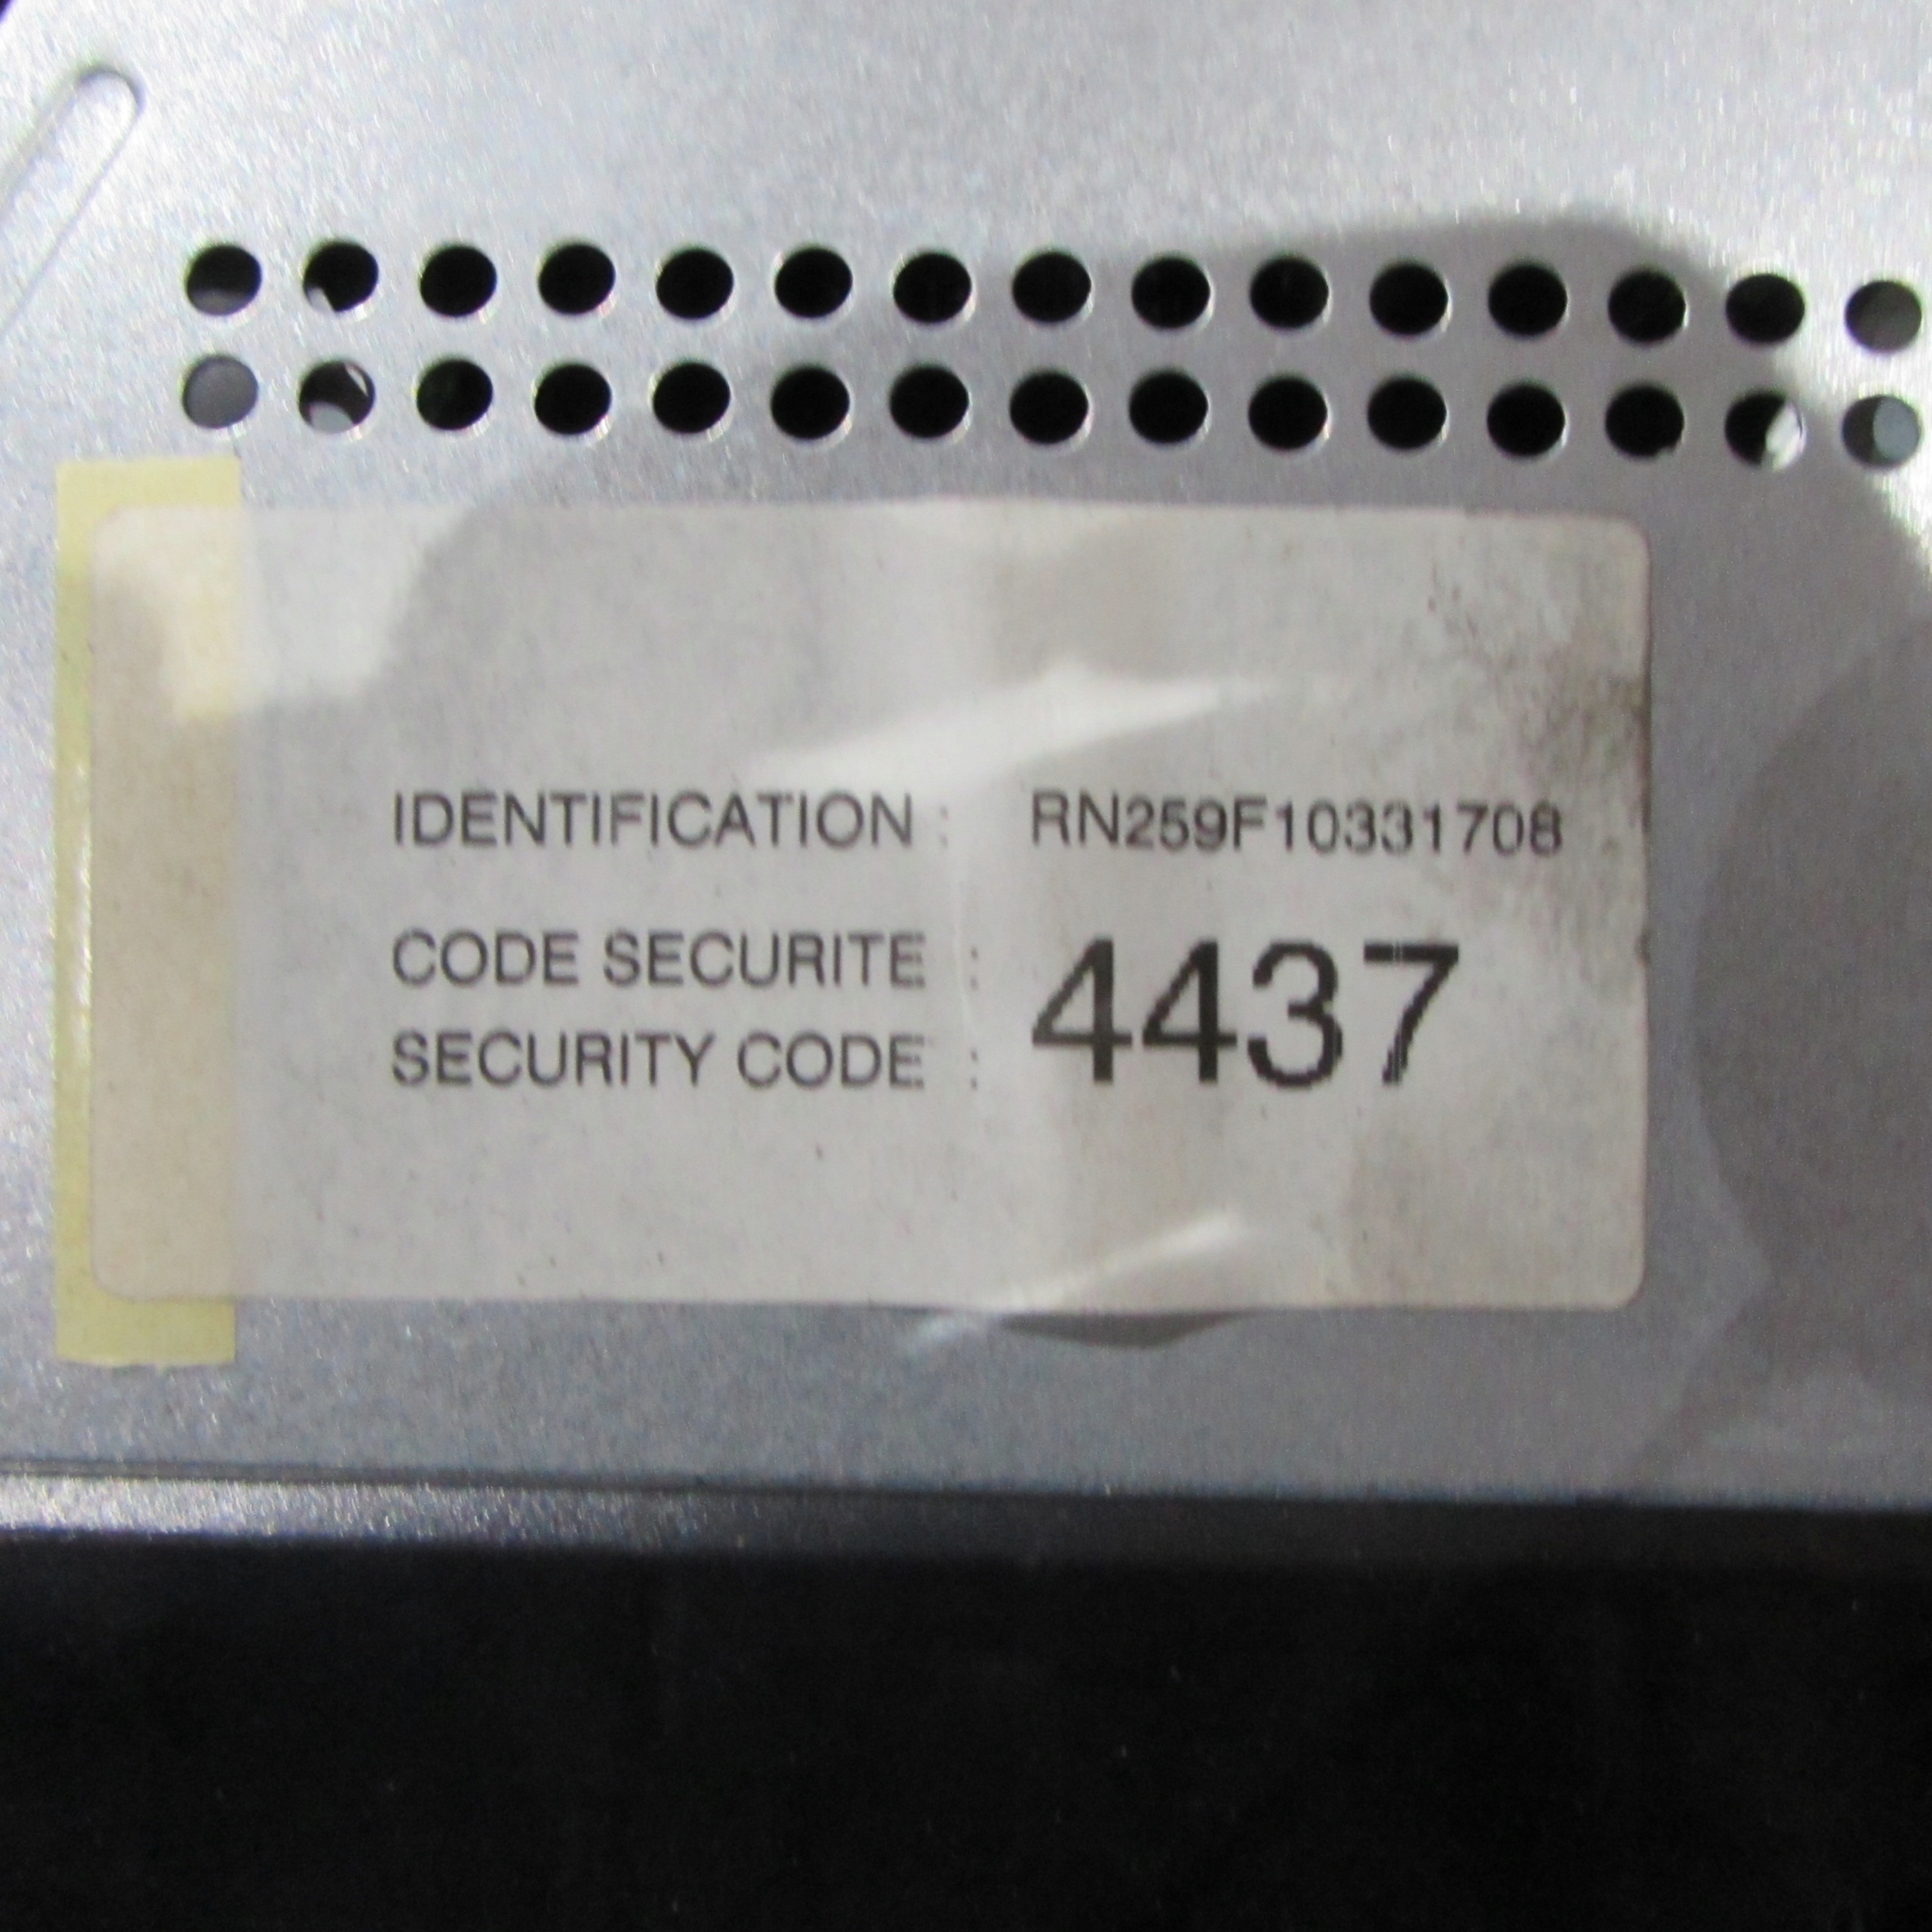 IDENTIFICATION : RN259F10331708
CODE SECURITE : 4437
SECURITY CODE :